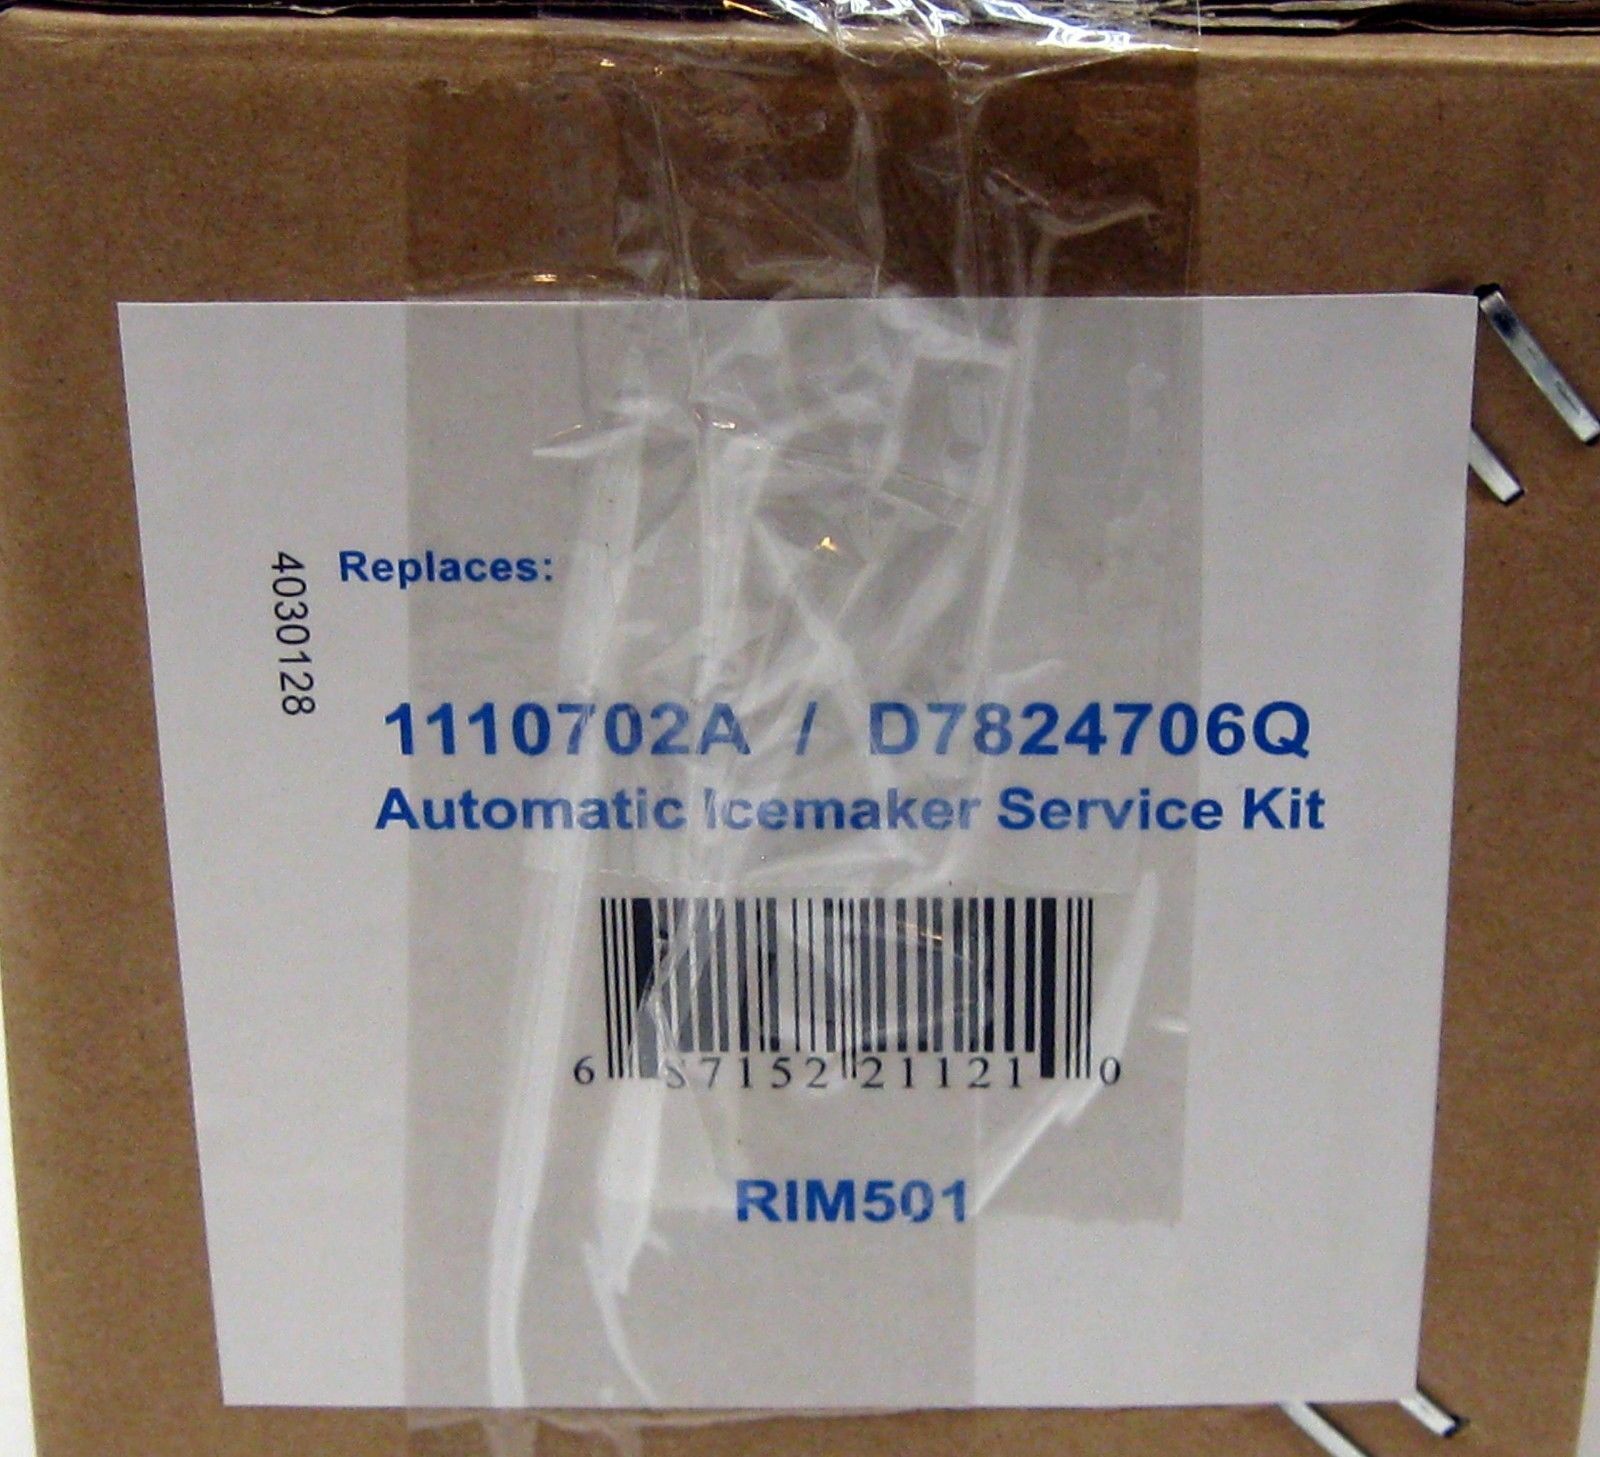 4030128
Replaces:
1110702A / D7824706Q
Automatic Icemaker Service Kit
6 87152 21121 0
RIM501